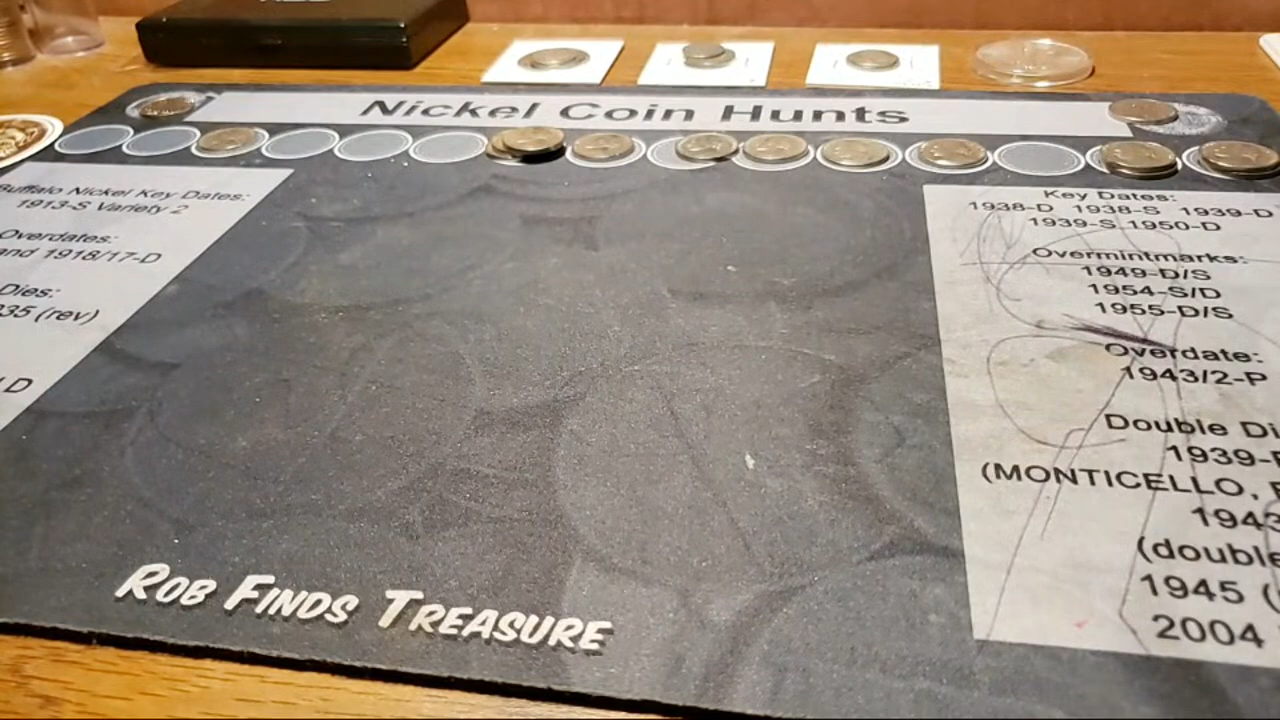 Nickel Coin Hunts
Buffalo Nickel Key Dates:
1913-S Variety 2
Overdates:
and 1918/17-D
Dies:
(rev)
Key Dates:
1938-D 1938-S 1939-D
1939-S 1950-D
Overmintmarks:
1949-D/S
1954-S/D
1955-D/S
Overdate:
1943/2-P
Double
1939-
(MONTICELLO,
1943
(double
1945
2004
ROB FINDS TREASURE